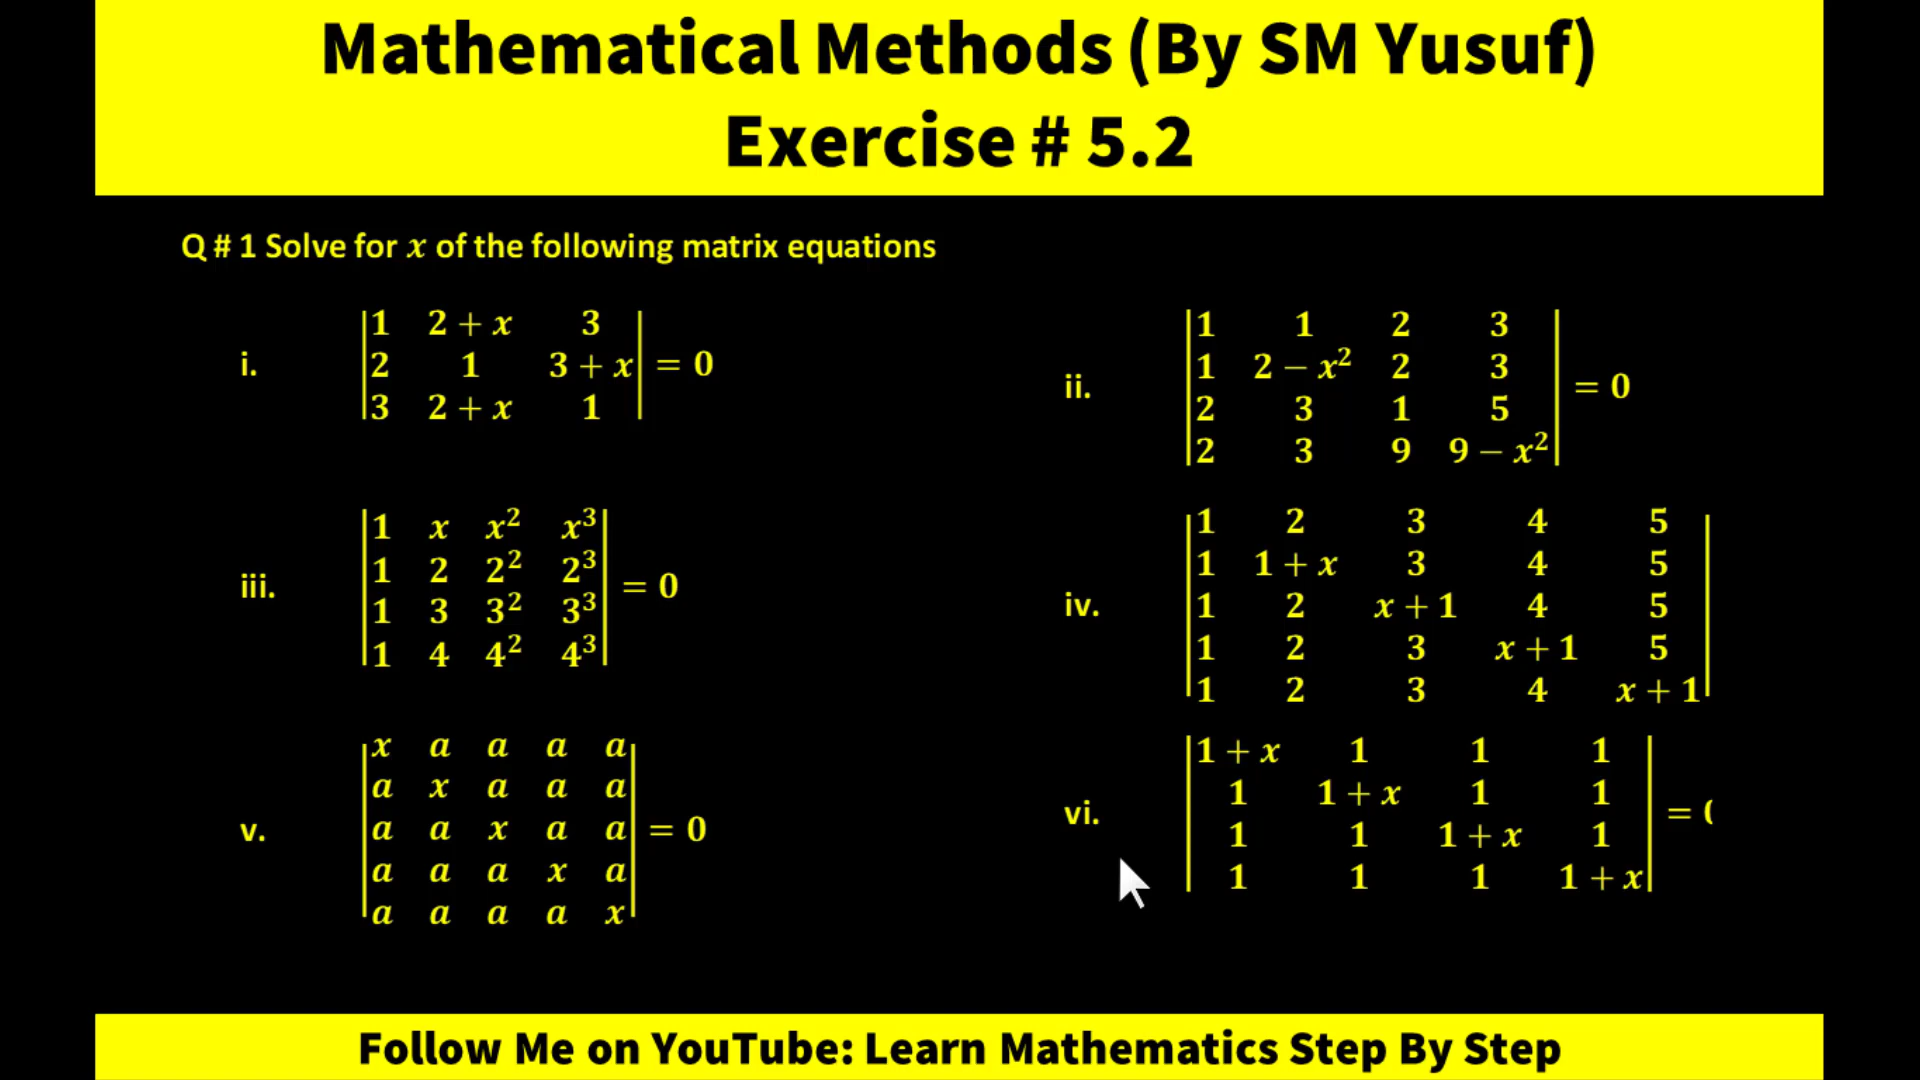 Mathematical Methods (By SM Yusuf)
Exercise # 5.2
Q # 1 Solve for x of the following matrix equations
i.
|1 2 + x 3|
|2 1 3 + x| = 0
|3 2 + x 1|
ii.
|1 1 2 3|
|1 2 − x² 2 3|
|2 3 1 5| = 0
|2 3 9 9 − x²|
iii.
|1 x x² x³|
|1 2 2² 2³| = 0
|1 3 3² 3³|
|1 4 4² 4³|
iv.
|1 2 3 4 5|
|1 1 + x 3 4 5|
|1 2 x + 1 4 5|
|1 2 3 x + 1 5|
|1 2 3 4 x + 1|
v.
|x a a a a|
|a x a a a|
|a a x a a| = 0
|a a a x a|
|a a a a x|
vi.
|1 + x 1 1 1|
|1 1 + x 1 1| =
|1 1 1 + x 1|
|1 1 1 1 + x|
Follow Me on YouTube: Learn Mathematics Step By Step